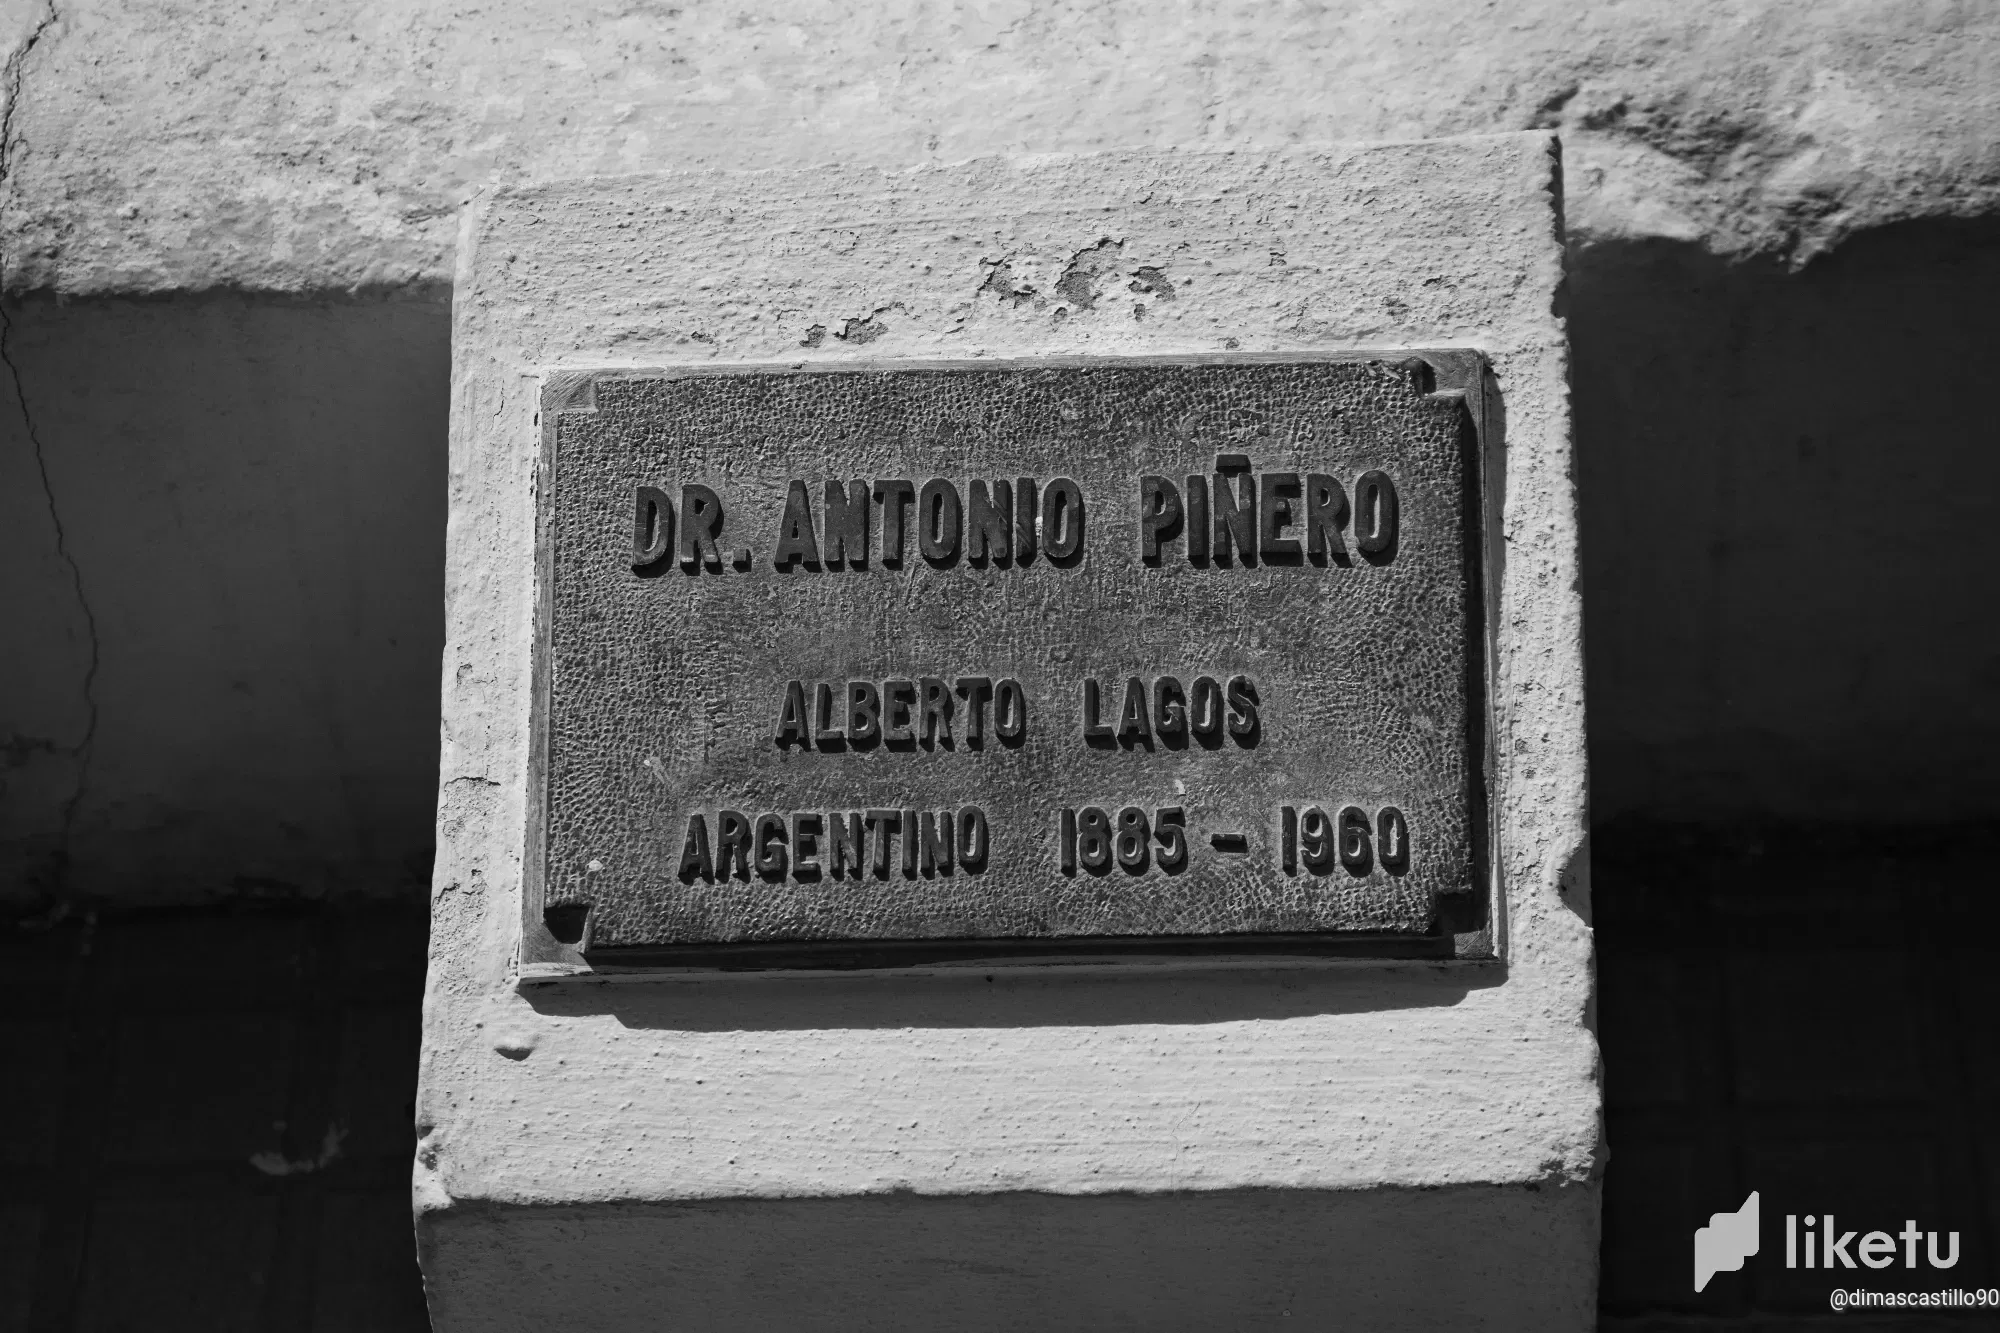 DR. ANTONIO PIÑERO
ALBERTO LAGOS
ARGENTINO 1885 - 1960
liketu
@dimascastillo90